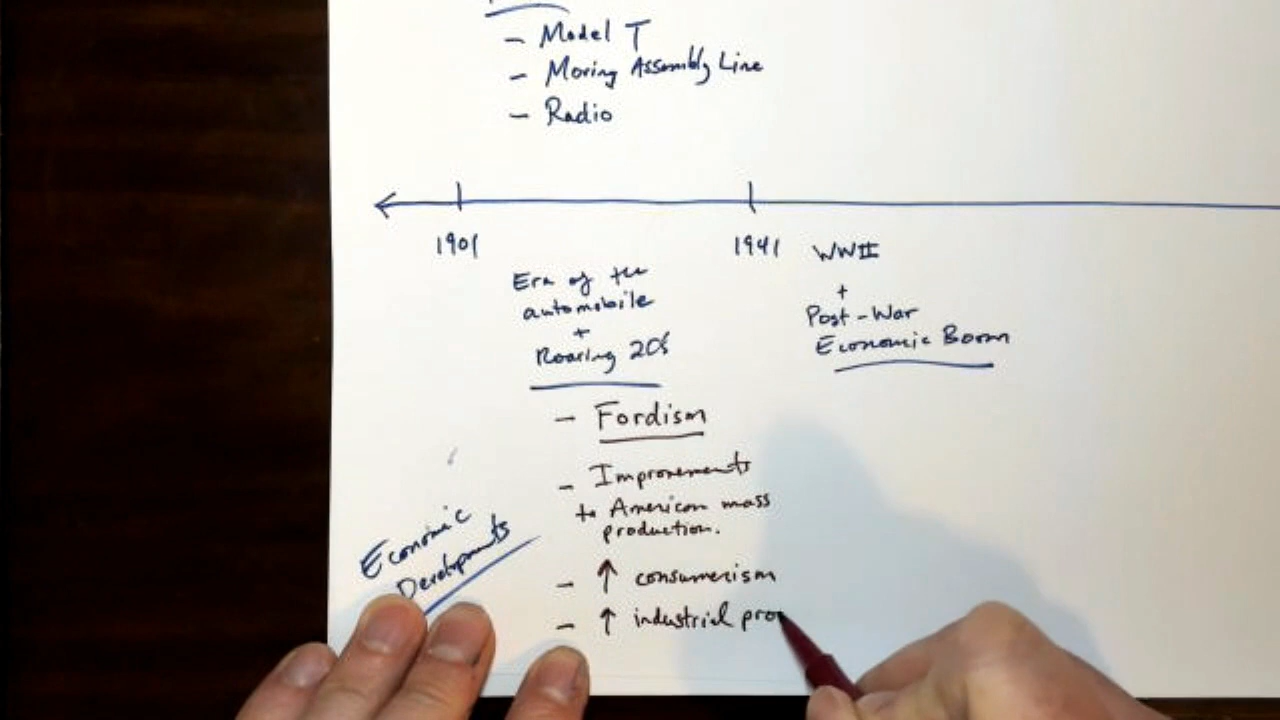 - Model T
- Moving Assembly Line
- Radio
1901
1941
WWII
+
Post-War
Economic Boom
Era of the
automobile
+
Roaring 20s
- Fordism
- Improvements
to American mass
production.
- ↑ consumerism
- ↑ industrial pro
Economic
Developments